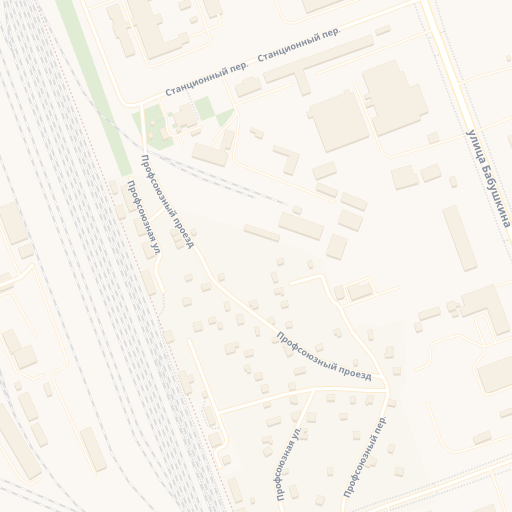 Станционный пер.
Станционный пер.
улица Бабушкина
Профсоюзный проезд
Профсоюзная ул.
Профсоюзный проезд
Профсоюзная ул.
Профсоюзный пер.